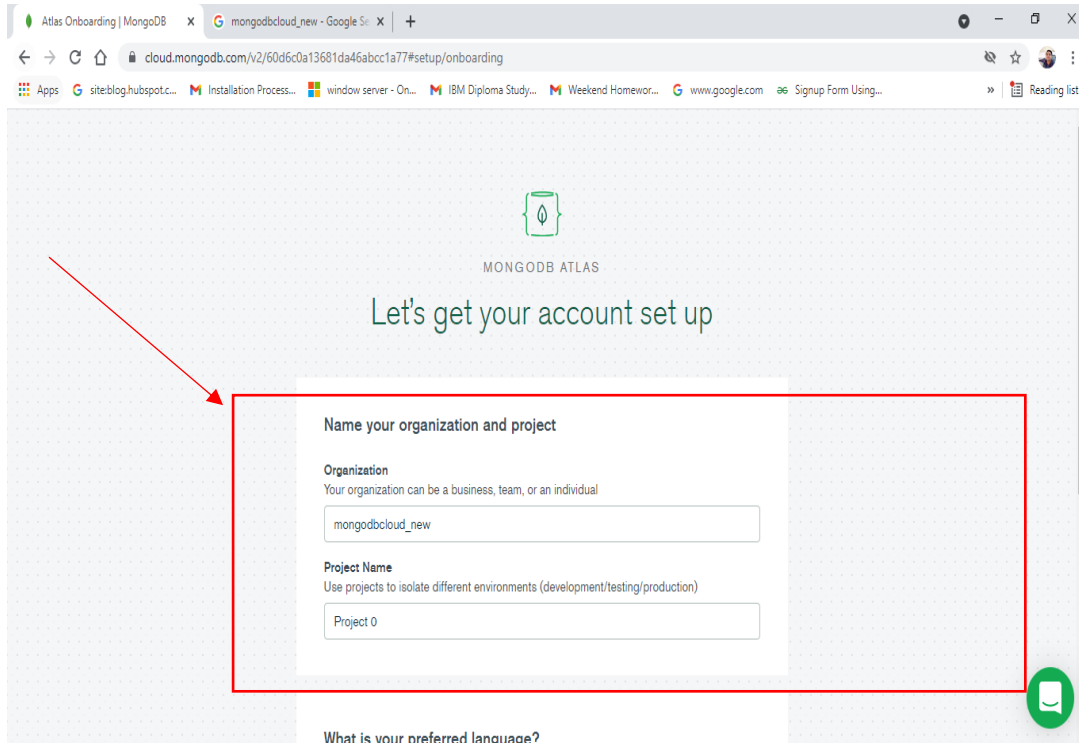 Atlas Onboarding | MongoDB
mongodbcloud_new - Google Se
cloud.mongodb.com/v2/60d6c0a13681da46abcc1a77#setup/onboarding
Apps
site:blog.hubspot.c...
Installation Process...
window server - On...
IBM Diploma Study...
Weekend Homewor...
www.google.com
Signup Form Using...
»
Reading list
MONGODB ATLAS
Let's get your account set up
Name your organization and project
Organization
Your organization can be a business, team, or an individual
mongodbcloud_new
Project Name
Use projects to isolate different environments (development/testing/production)
Project 0
What is your preferred language?